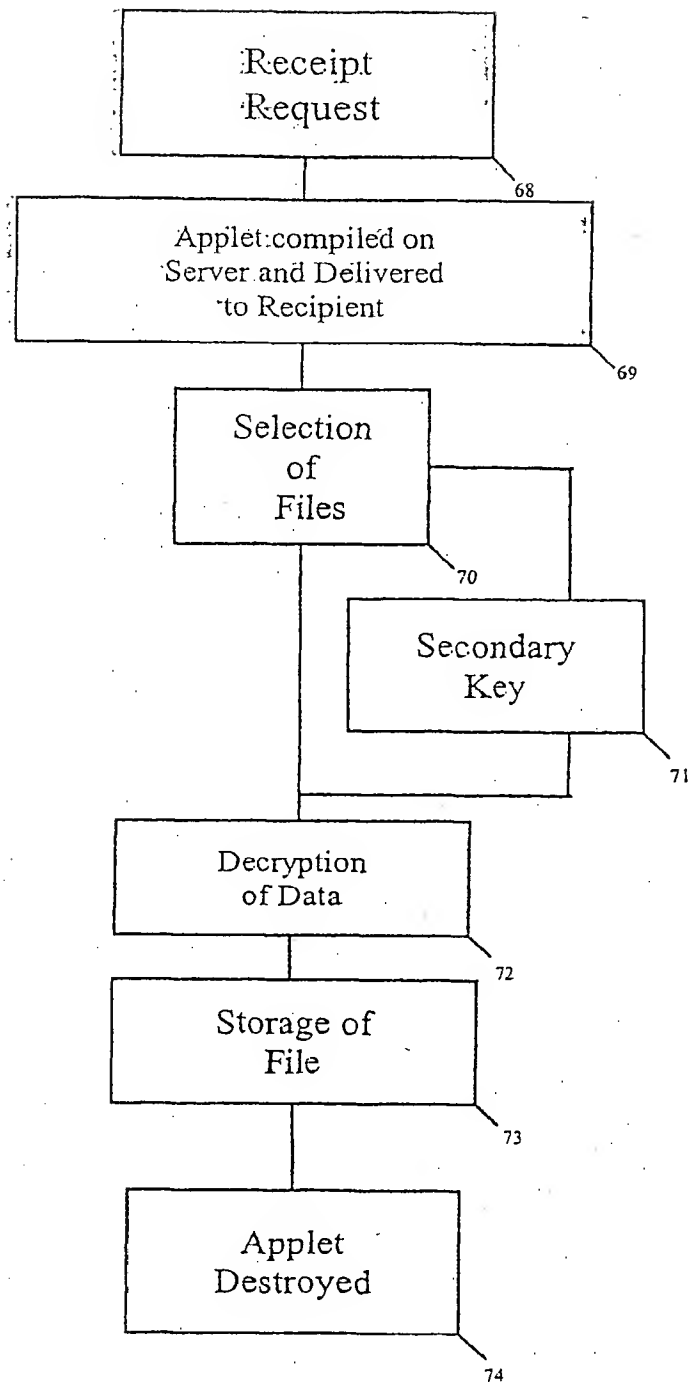 Receipt
Request
68
Applet compiled on
Server and Delivered
to Recipient
69
Selection
of
Files
70
Secondary
Key
71
Decryption
of Data
72
Storage of
File
73
Applet
Destroyed
74